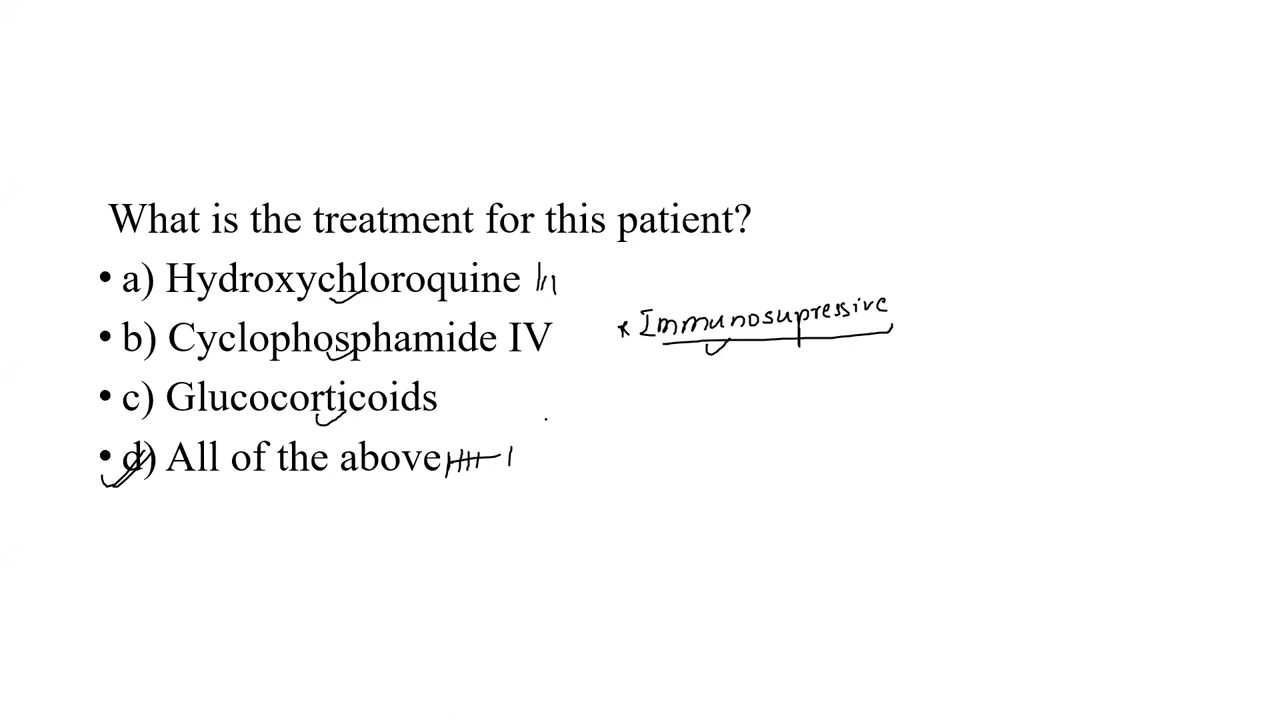 What is the treatment for this patient?
• a) Hydroxychloroquine
* Immunosupressive
• b) Cyclophosphamide IV
• c) Glucocorticoids
• d) All of the above